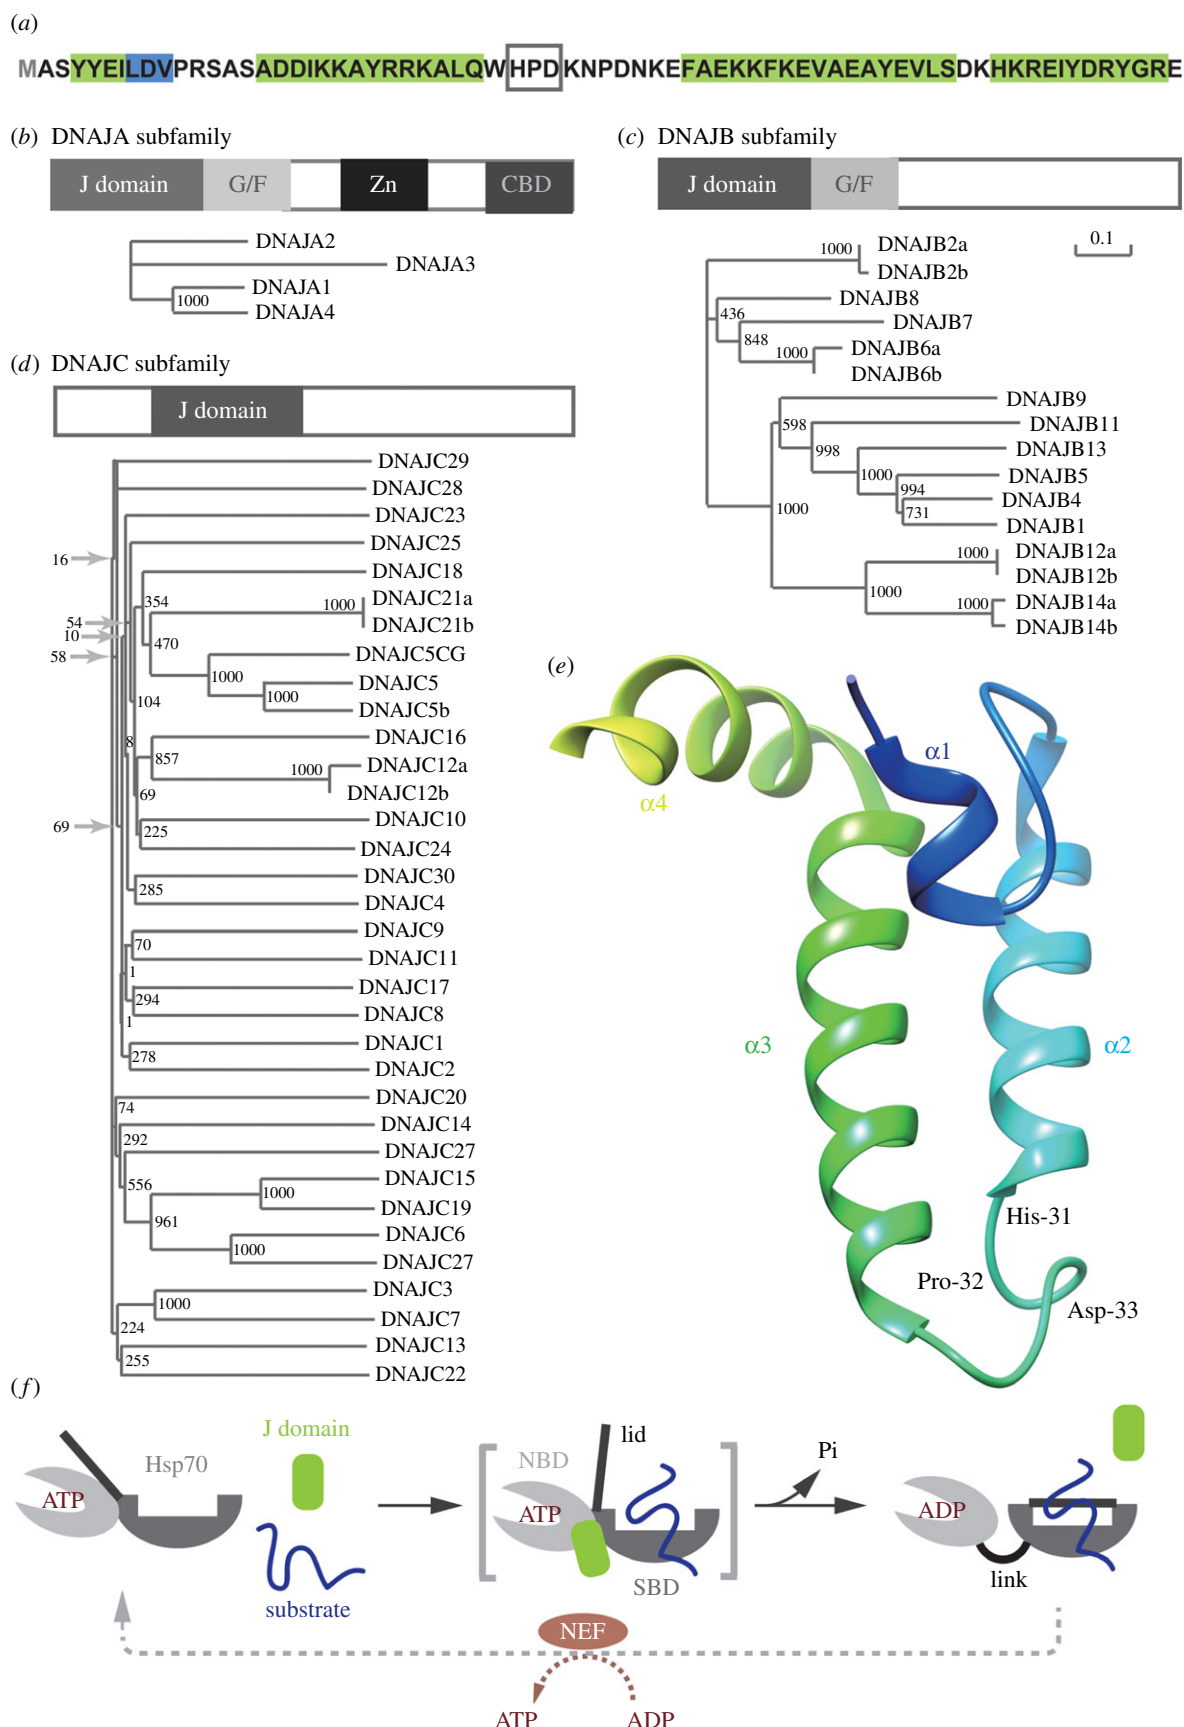 (a)
MASYYEILDVPRSASADDIKKAYRRKALQWHPDKNPDNKEFAEKKFKEVAEAYEVLSDKHKREIYDRYGRE
(b) DNAJA subfamily
J domain G/F Zn CBD
DNAJA2
DNAJA3
DNAJA1
1000
DNAJA4
(c) DNAJB subfamily
J domain G/F
0.1
1000 DNAJB2a
DNAJB2b
DNAJB8
436
DNAJB7
848
1000 DNAJB6a
DNAJB6b
DNAJB9
598
DNAJB11
998
DNAJB13
1000
DNAJB5
994
DNAJB4
731
DNAJB1
1000
1000 DNAJB12a
DNAJB12b
1000
1000 DNAJB14a
DNAJB14b
(d) DNAJC subfamily
J domain
DNAJC29
DNAJC28
DNAJC23
DNAJC25
16
DNAJC18
354
1000 DNAJC21a
DNAJC21b
54
10
470
58
DNAJC5CG
1000
DNAJC5
1000
DNAJC5b
104
DNAJC16
8
857
1000 DNAJC12a
DNAJC12b
69
DNAJC10
69
225
DNAJC24
DNAJC30
285
DNAJC4
DNAJC9
70
DNAJC11
1
DNAJC17
294
DNAJC8
1
DNAJC1
278
DNAJC2
DNAJC20
74
DNAJC14
292
DNAJC27
556
DNAJC15
1000
DNAJC19
961
DNAJC6
1000
DNAJC27
DNAJC3
1000
DNAJC7
224
DNAJC13
255
DNAJC22
(e)
α1
α4
α3
α2
His-31
Pro-32
Asp-33
(f)
J domain
Hsp70
ATP
substrate
NBD
lid
ATP
SBD
Pi
ADP
link
NEF
ATP ADP